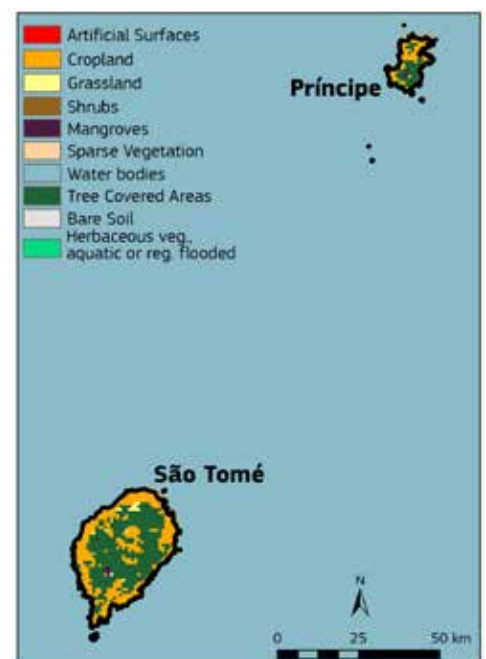 Artificial Surfaces
Cropland
Grassland
Shrubs
Mangroves
Sparse Vegetation
Water bodies
Tree Covered Areas
Bare Soil
Herbaceous veg.,
aquatic or reg. flooded
Príncipe
São Tomé
N
0 25 50 km